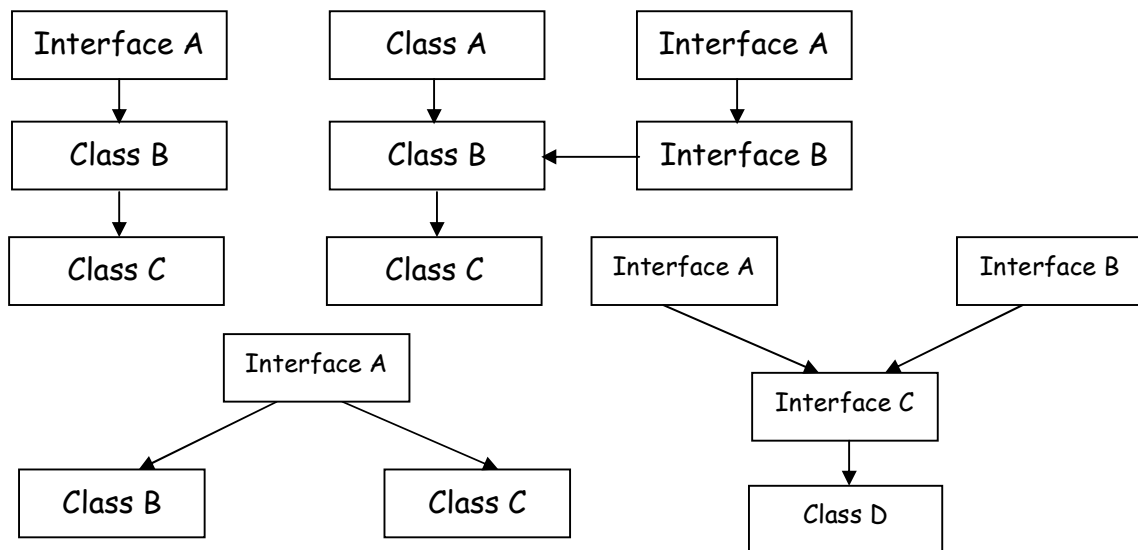 Interface A
Class A
Interface A
Class B
Class B
Interface B
Class C
Class C
Interface A
Interface B
Interface A
Interface C
Class B
Class C
Class D